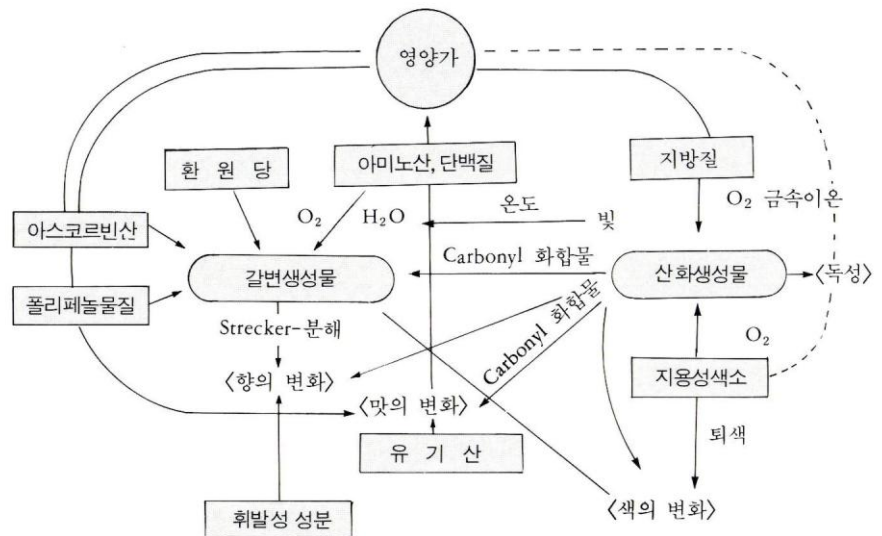 영양가
환 원 당
아미노산, 단백질
지방질
O₂
H₂O
온도
빛
O₂ 금속이온
아스코르빈산
갈변생성물
Carbonyl 화합물
산화생성물
〈독성〉
폴리페놀물질
Strecker-분해
Carbonyl 화합물
O₂
〈향의 변화〉
〈맛의 변화〉
지용성색소
유 기 산
퇴색
휘발성 성분
〈색의 변화〉